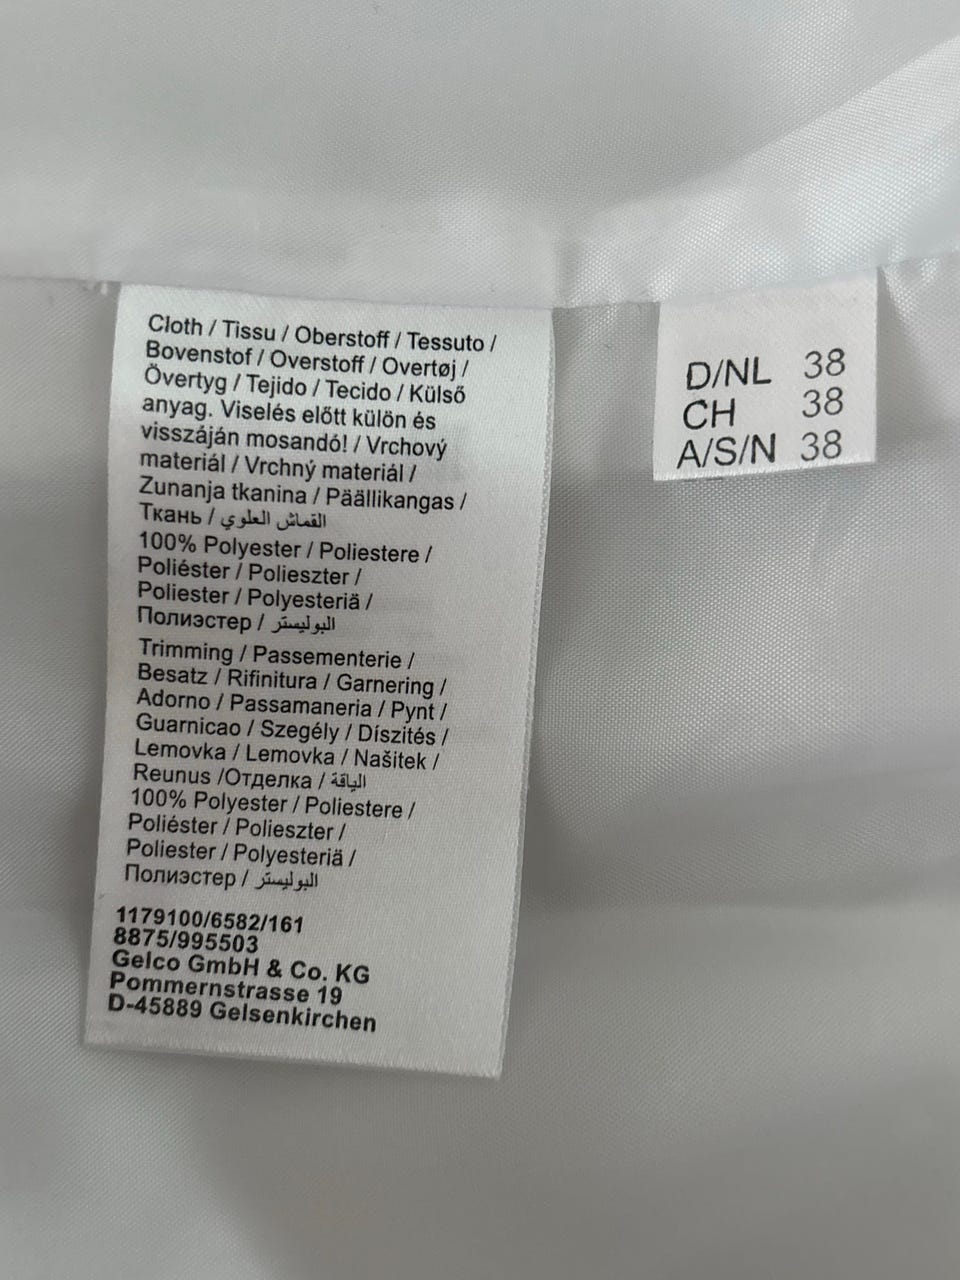 Cloth / Tissu / Oberstoff / Tessuto /
Bovenstof / Overstoff / Overtøj /
Övertyg / Tejido / Tecido / Külső
anyag. Viselés előtt külön és
visszáján mosandó! / Vrchový
materiál / Vrchný materiál /
Zunanja tkanina / Päällikangas /
Ткань / القماش العلوي
100% Polyester / Poliestere /
Poliéster / Polieszter /
Poliester / Polyesteriä /
Полиэстер / البوليستر
Trimming / Passementerie /
Besatz / Rifinitura / Garnering /
Adorno / Passamaneria / Pynt /
Guarnicao / Szegély / Díszités /
Lemovka / Lemovka / Našitek /
Reunus /Отделка / الياقة
100% Polyester / Poliestere /
Poliéster / Polieszter /
Poliester / Polyesteriä /
Полиэстер / البوليستر
1179100/6582/161
8875/995503
Gelco GmbH & Co. KG
Pommernstrasse 19
D-45889 Gelsenkirchen
D/NL 38
CH 38
A/S/N 38